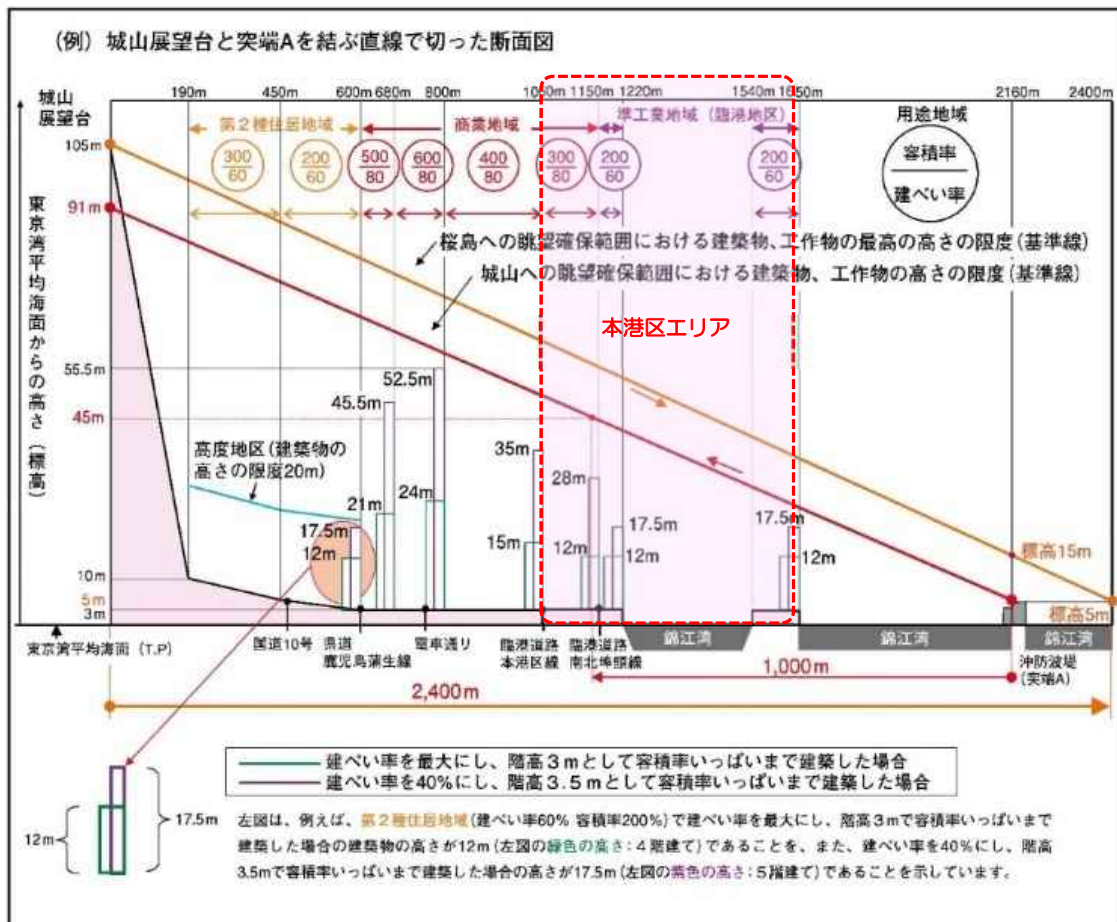 (例) 城山展望台と突端Aを結ぶ直線で切った断面図
城山
展望台
190m
450m
600m
680m
800m
1150m
1220m
1540m
2160m
2400m
第2種住居地域
商業地域
準工業地域(臨港地区)
用途地域
300
60
200
60
500
80
600
80
400
80
300
80
200
60
200
60
容積率
建ぺい率
105m
91m
東京湾平均海面からの高さ(標高)
桜島への眺望確保範囲における建築物、工作物の最高の高さの限度(基準線)
城山への眺望確保範囲における建築物、工作物の高さの限度(基準線)
本港区エリア
55.5m
52.5m
45.5m
45m
高度地区(建築物の
高さの限度20m)
35m
28m
24m
21m
17.5m
12m
15m
12m
17.5m
12m
17.5m
12m
標高15m
標高5m
10m
5m
3m
東京湾平均海面(T.P)
国道10号
県道
鹿児島蒲生線
電車通り
臨港道路
本港区線
臨港道路
南北埠頭線
錦江湾
錦江湾
錦江湾
沖防波堤
(突端A)
1,000m
2,400m
建ぺい率を最大にし、階高3mとして容積率いっぱいまで建築した場合
建ぺい率を40%にし、階高3.5mとして容積率いっぱいまで建築した場合
12m
17.5m
左図は、例えば、第2種住居地域(建ぺい率60% 容積率200%)で建ぺい率を最大にし、階高3mで容積率いっぱいまで
建築した場合の建築物の高さが12m(左図の緑色の高さ:4階建て)であることを、また、建ぺい率を40%にし、階高
3.5mで容積率いっぱいまで建築した場合の高さが17.5m(左図の紫色の高さ:5階建て)であることを示しています。